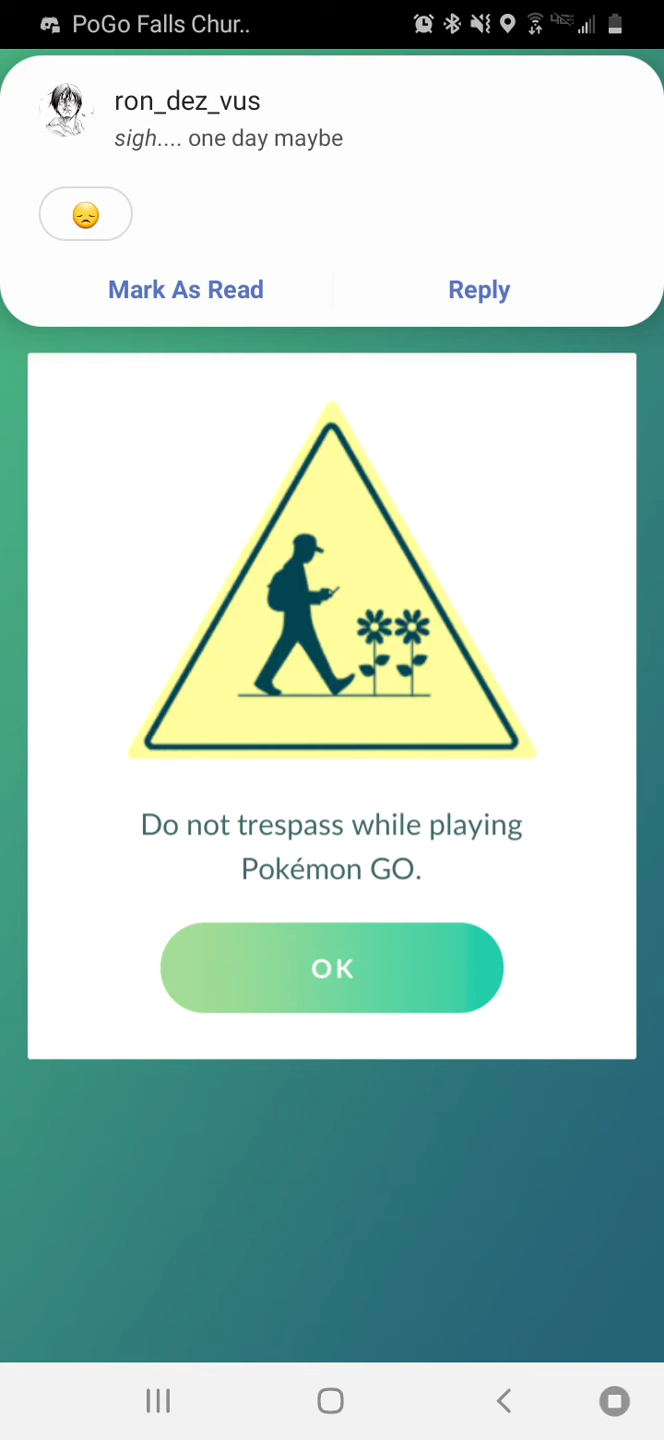 PoGo Falls Chur..
ron_dez_vus
sigh.... one day maybe
😞
Mark As Read
Reply
Do not trespass while playing
Pokémon GO.
OK